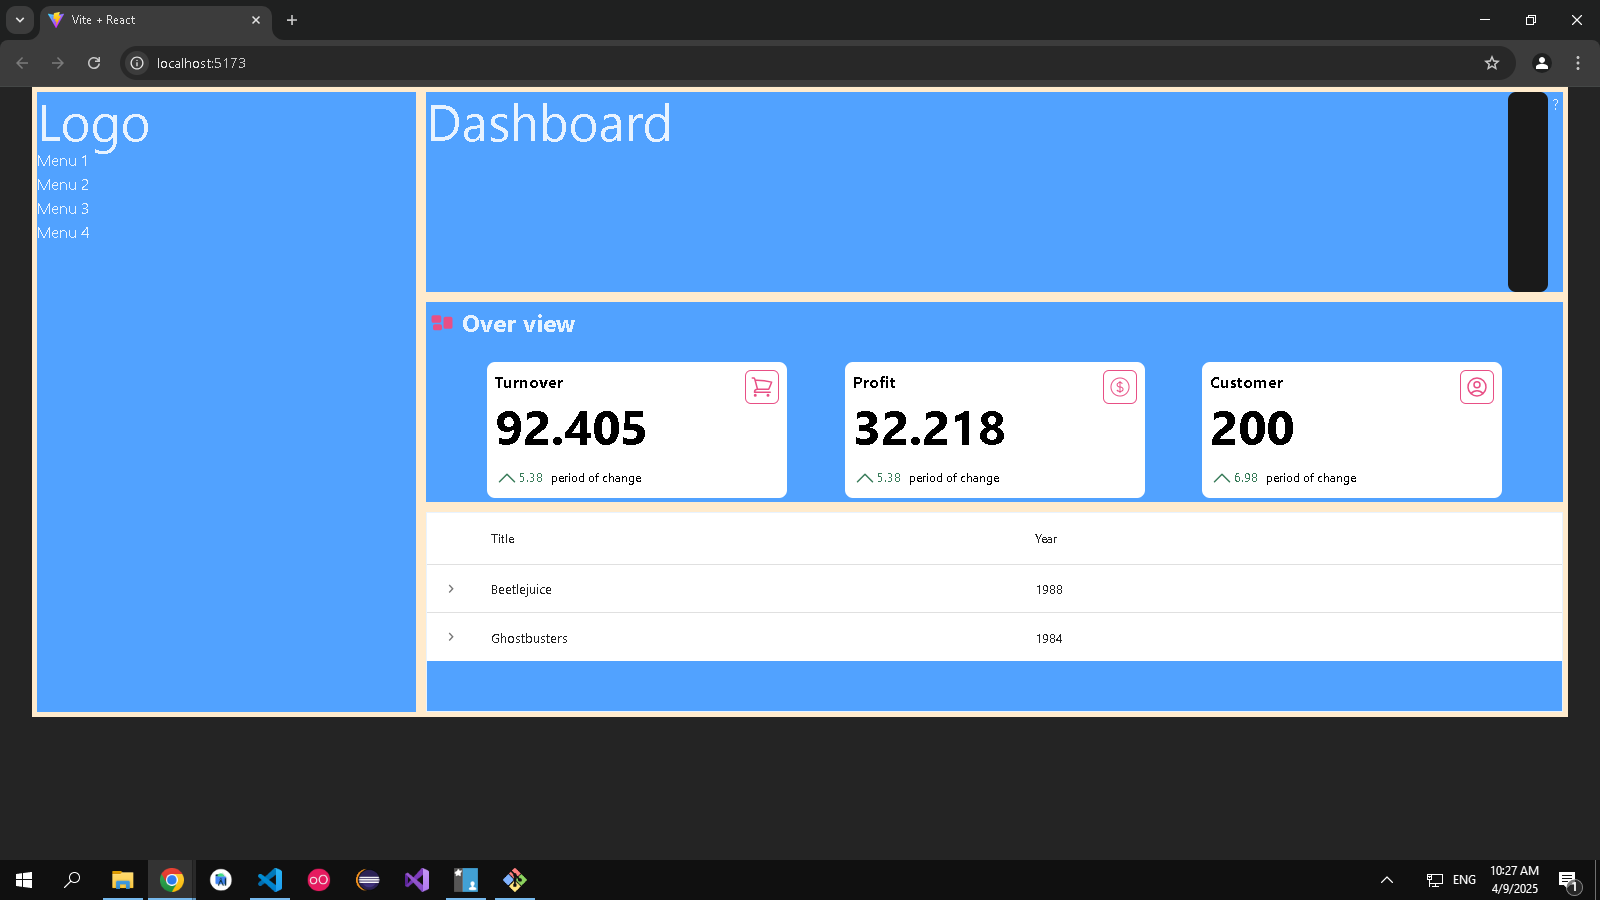 Vite + React
localhost:5173
Logo
Menu 1
Menu 2
Menu 3
Menu 4
Dashboard
?
Over view
Turnover
92.405
5.38 period of change
Profit
$
32.218
5.38 period of change
Customer
200
6.98 period of change
Title Year
Beetlejuice 1988
Ghostbusters 1984
ENG
10:27 AM
4/9/2025
1